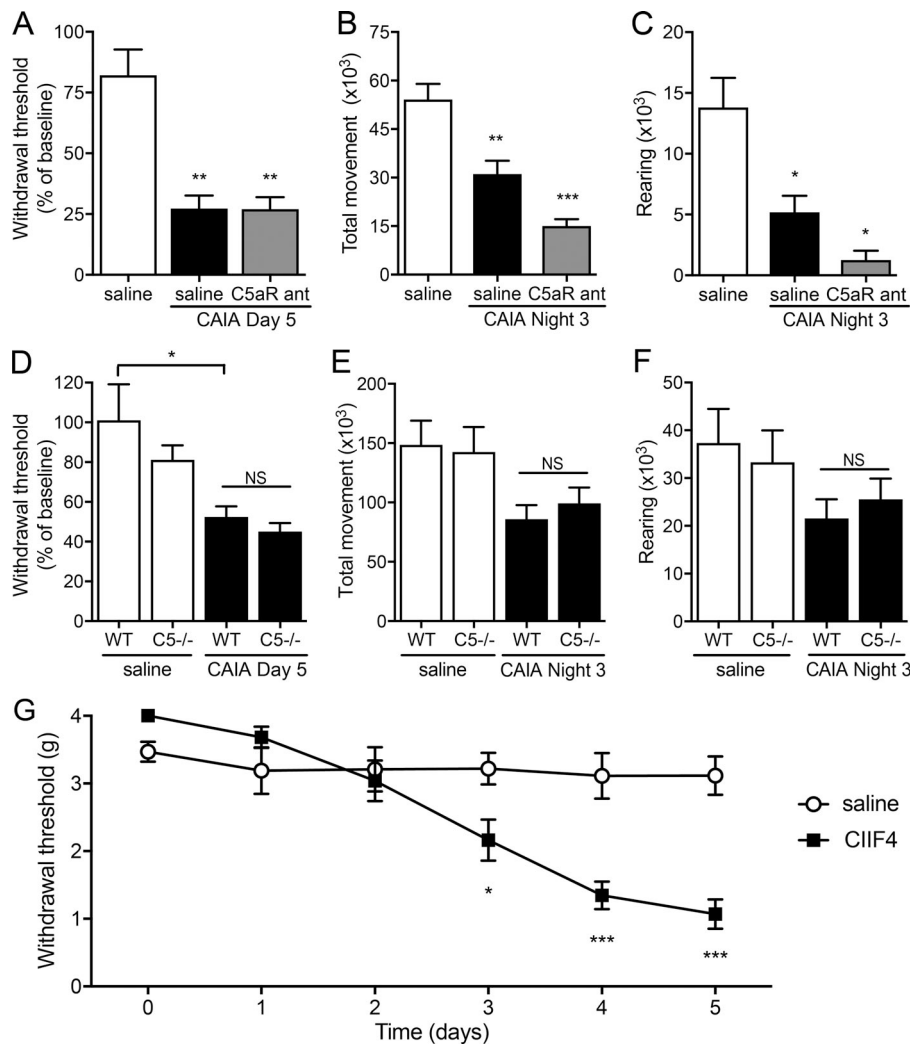 A
B
C
Withdrawal threshold
(% of baseline)
100
75
50
25
0
**
**
saline
saline
C5aR ant
CAIA Day 5
Total movement (x10³)
75
60
45
30
15
0
**
***
saline
saline
C5aR ant
CAIA Night 3
Rearing (x10³)
20
15
10
5
0
*
*
saline
saline
C5aR ant
CAIA Night 3
D
E
F
Withdrawal threshold
(% of baseline)
120
100
80
60
40
20
0
*
NS
WT
C5-/-
WT
C5-/-
saline
CAIA Day 5
Total movement (x10³)
200
150
100
50
0
NS
WT
C5-/-
WT
C5-/-
saline
CAIA Night 3
Rearing (x10³)
50
40
30
20
10
0
NS
WT
C5-/-
WT
C5-/-
saline
CAIA Night 3
G
Withdrawal threshold (g)
4
3
2
1
0
*
***
***
0
1
2
3
4
5
Time (days)
saline
CIIF4